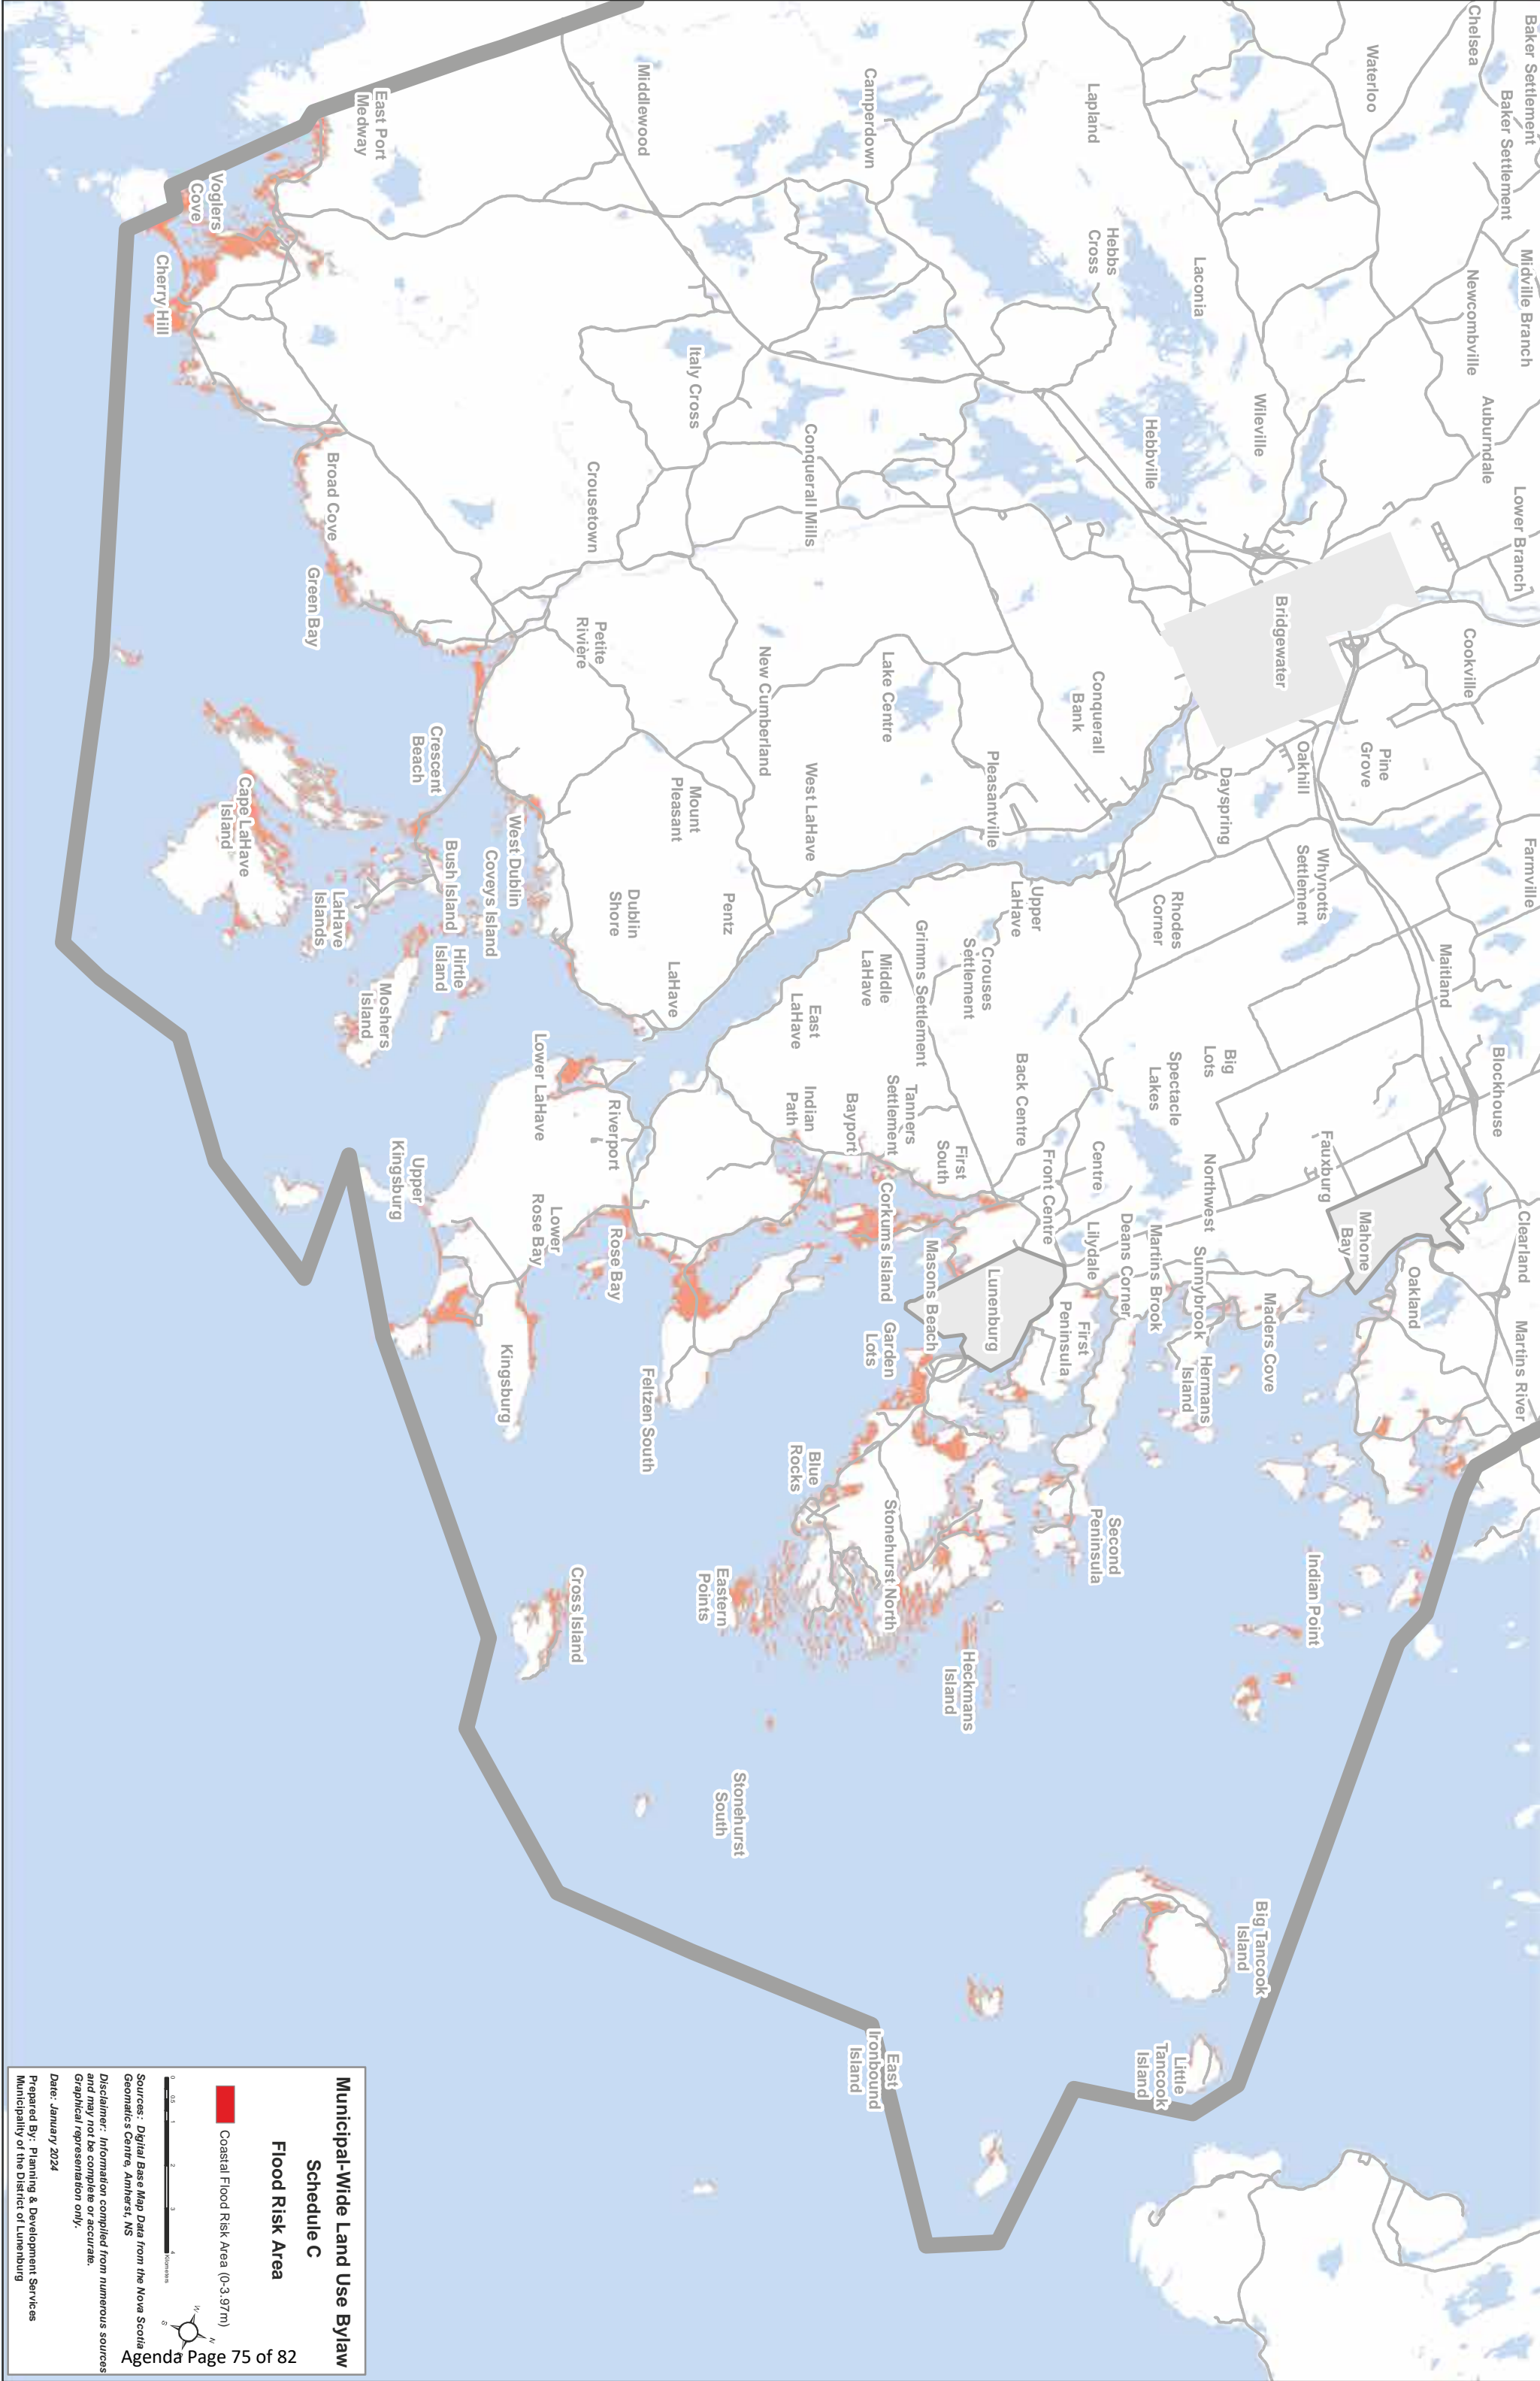 Baker Settlement
Baker Settlement
Midville Branch
Lower Branch
Farmville
Chelsea
Newcombville
Auburndale
Cookville
Maitland
Blockhouse
Clearland
Martins River
Waterloo
Pine
Grove
Oakland
Mahone
Bay
Fauxburg
Whynotts
Settlement
Oakhill
Bridgewater
Wileville
Indian Point
Maders Cove
Big Tancook
Island
Lapland
Laconia
Hebbs
Cross
Hebbville
Dayspring
Rhodes
Corner
Big
Lots
Spectacle
Lakes
Northwest
Sunnybrook
Hermans
Island
Martins Brook
Deans Corner
Little
Tancook
Island
Conquerall
Bank
Centre
Lilydale
First
Peninsula
Second
Peninsula
Front Centre
Back Centre
Upper
LaHave
Pleasantville
Crouses
Settlement
First
South
Lunenburg
Heckmans
Island
Camperdown
Lake Centre
Grimms Settlement
Middle
LaHave
Tanners
Settlement
Masons Beach
Corkums Island
Garden
Lots
Stonehurst North
East
Ironbound
Island
Bayport
Conquerall Mills
West LaHave
East
LaHave
Indian
Path
Blue
Rocks
New Cumberland
Pentz
Eastern
Points
Stonehurst
South
Middlewood
Italy Cross
Mount
Pleasant
LaHave
Feltzen South
Crousetown
Petite
Rivière
Dublin
Shore
Riverport
Rose Bay
Cross Island
Lower LaHave
Lower
Rose Bay
West Dublin
Coveys Island
Kingsburg
Bush Island
Hirtle
Island
Crescent
Beach
Upper
Kingsburg
Moshers
Island
LaHave
Islands
East Port
Medway
Broad Cove
Green Bay
Cape LaHave
Island
Voglers
Cove
Cherry Hill
Municipal-Wide Land Use Bylaw
Schedule C
Flood Risk Area
Coastal Flood Risk Area (0-3.97m)
0 0.5 1 2 3 4
Kilometers
N
W
S
Sources: Digital Base Map Data from the Nova Scotia
Geomatics Centre, Amherst, NS
Disclaimer: Information compiled from numerous sources
and may not be complete or accurate.
Graphical representation only.
Date: January 2024
Prepared By: Planning & Development Services
Municipality of the District of Lunenburg
Agenda Page 75 of 82